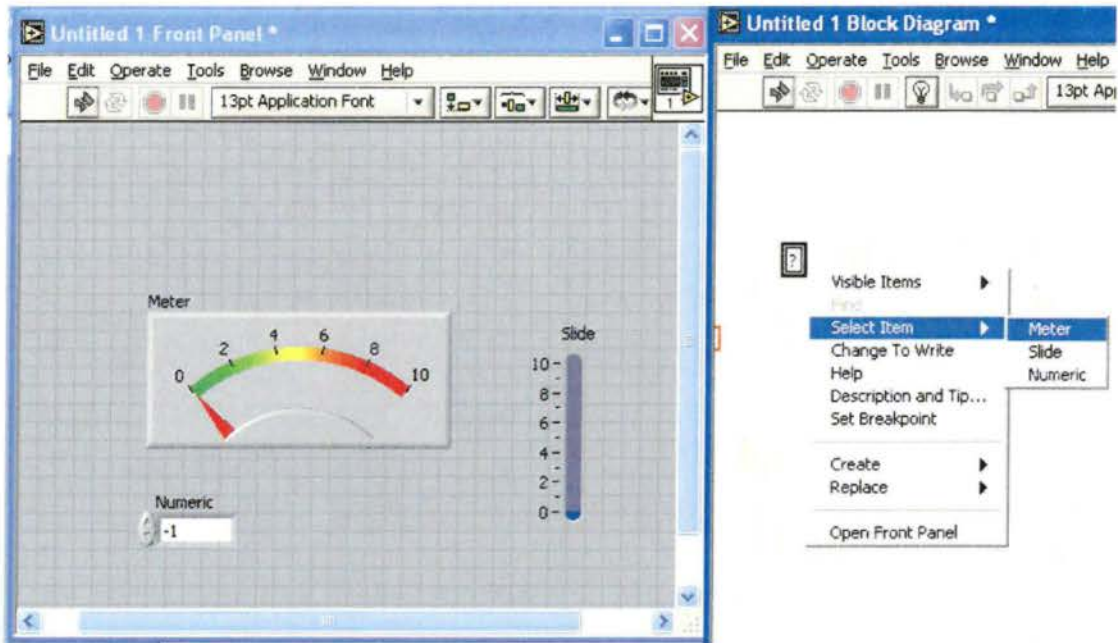 Untitled 1 Front Panel *
File Edit Operate Tools Browse Window Help
13pt Application Font
1
Meter
0 2 4 6 8 10
Slide
10
8
6
4
2
0
Numeric
-1
Untitled 1 Block Diagram *
File Edit Operate Tools Browse Window Help
13pt Ap
?
Visible Items
Find
Select Item
Change To Write
Help
Description and Tip...
Set Breakpoint
Create
Replace
Open Front Panel
Meter
Slide
Numeric